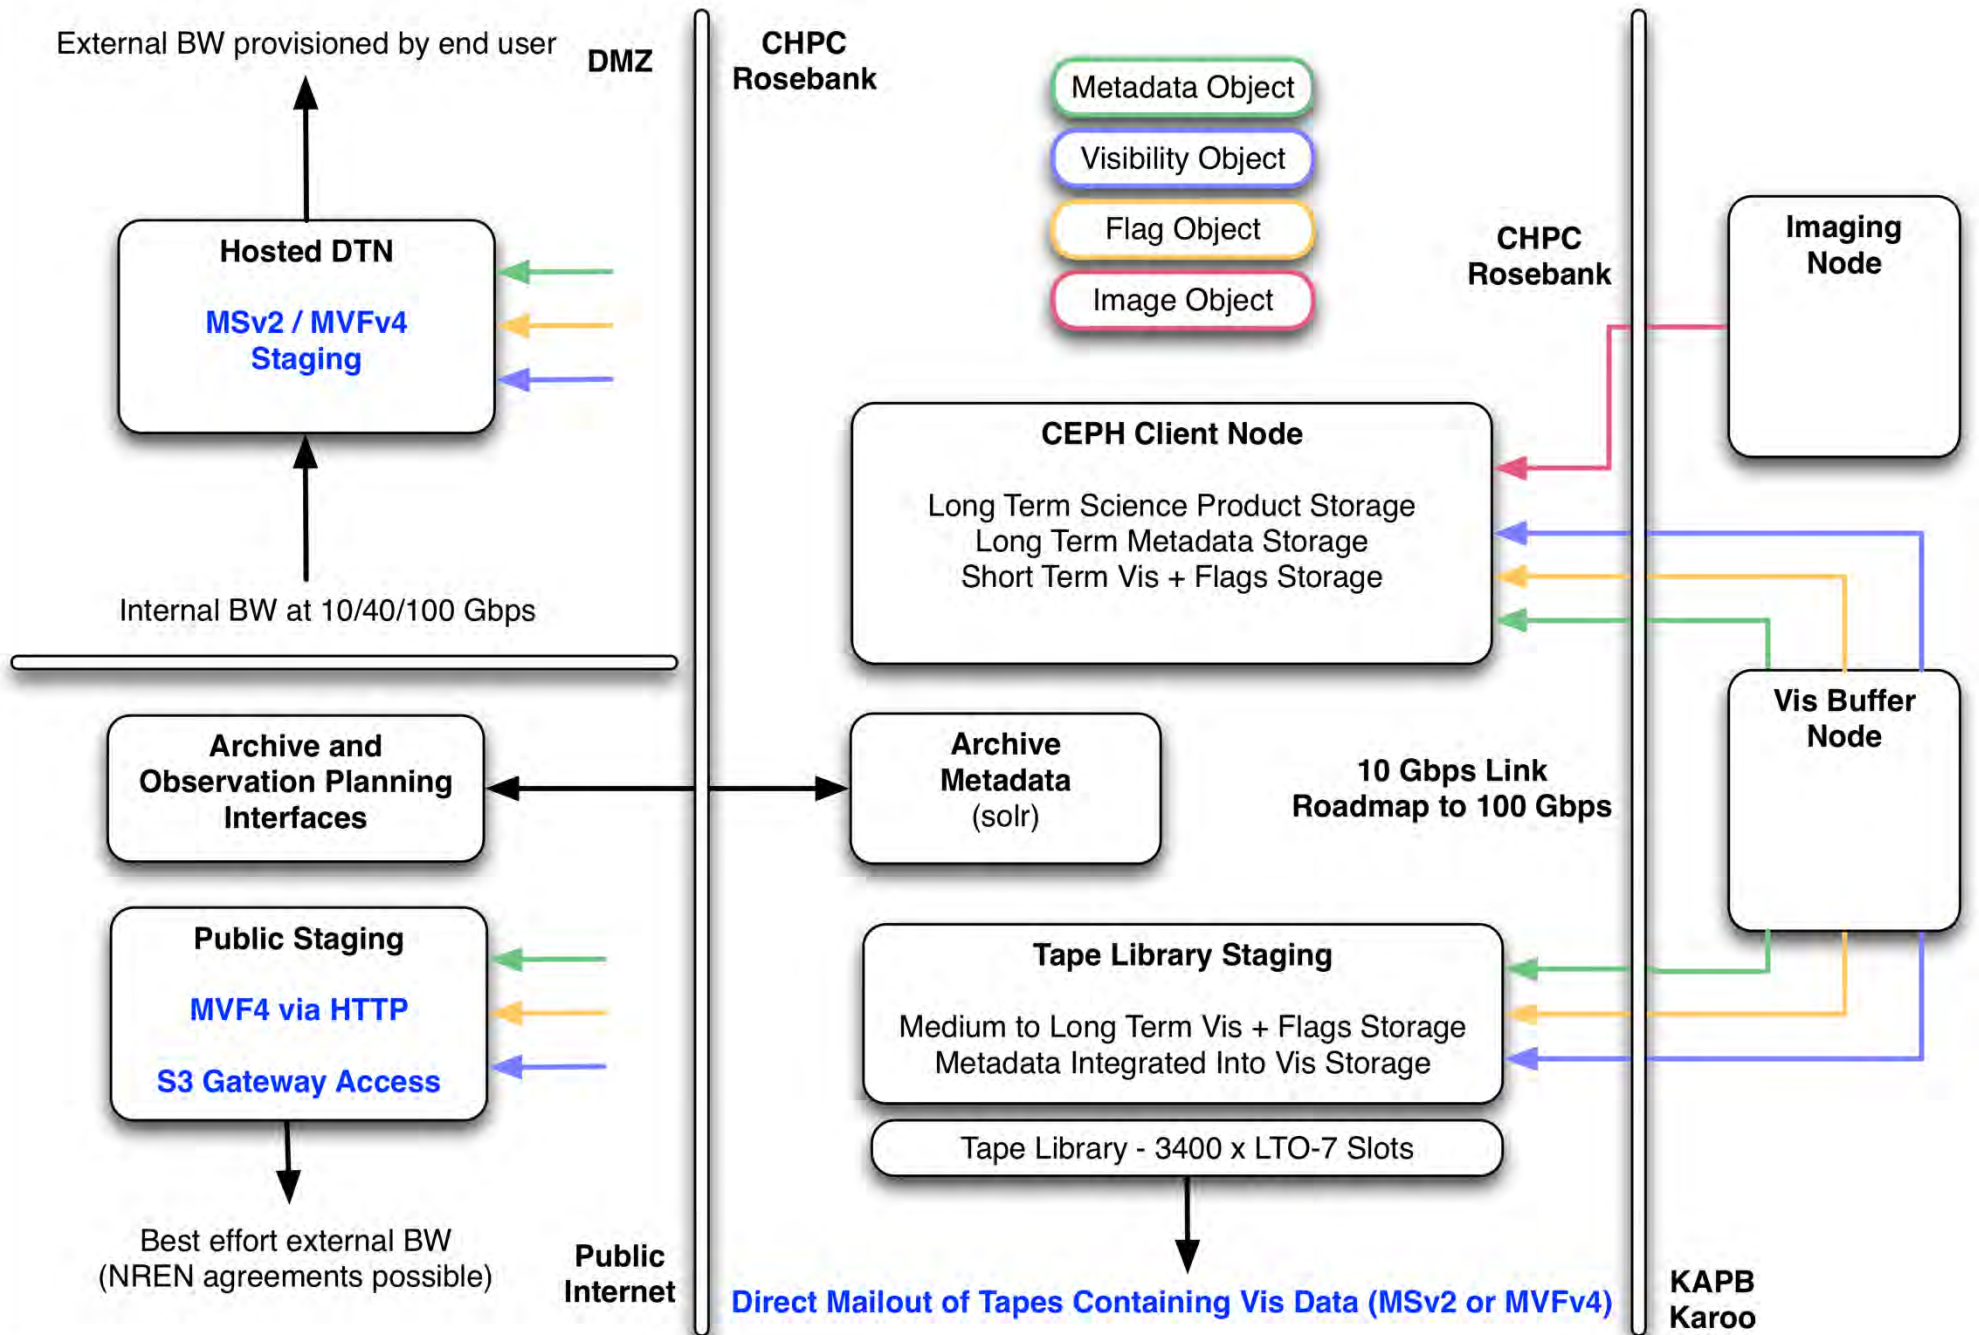 External BW provisioned by end user
DMZ
Hosted DTN
MSv2 / MVFv4
Staging
Internal BW at 10/40/100 Gbps
Archive and
Observation Planning
Interfaces
Public Staging
MVF4 via HTTP
S3 Gateway Access
Best effort external BW
(NREN agreements possible)
Public
Internet
CHPC
Rosebank
Metadata Object
Visibility Object
Flag Object
Image Object
CHPC
Rosebank
CEPH Client Node
Long Term Science Product Storage
Long Term Metadata Storage
Short Term Vis + Flags Storage
Archive
Metadata
(solr)
10 Gbps Link
Roadmap to 100 Gbps
Tape Library Staging
Medium to Long Term Vis + Flags Storage
Metadata Integrated Into Vis Storage
Tape Library - 3400 x LTO-7 Slots
Direct Mailout of Tapes Containing Vis Data (MSv2 or MVFv4)
Imaging
Node
Vis Buffer
Node
KAPB
Karoo